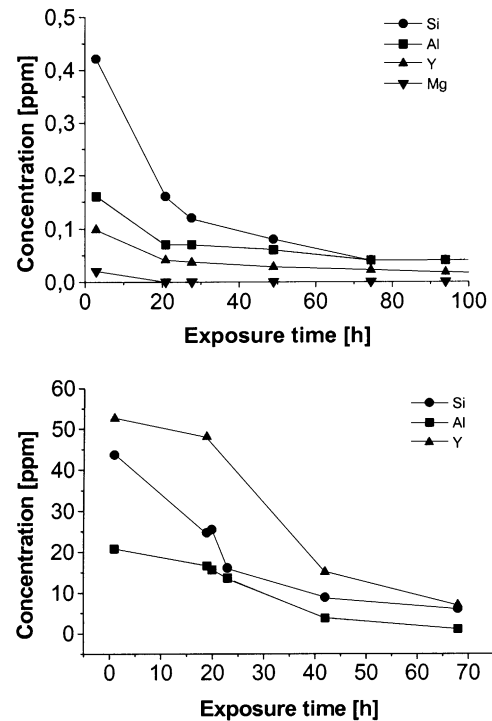 0,5
0,4
0,3
0,2
0,1
0,0
Concentration [ppm]
Si
Al
Y
Mg
0 20 40 60 80 100
Exposure time [h]
60
50
40
30
20
10
0
Concentration [ppm]
Si
Al
Y
0 10 20 30 40 50 60 70
Exposure time [h]